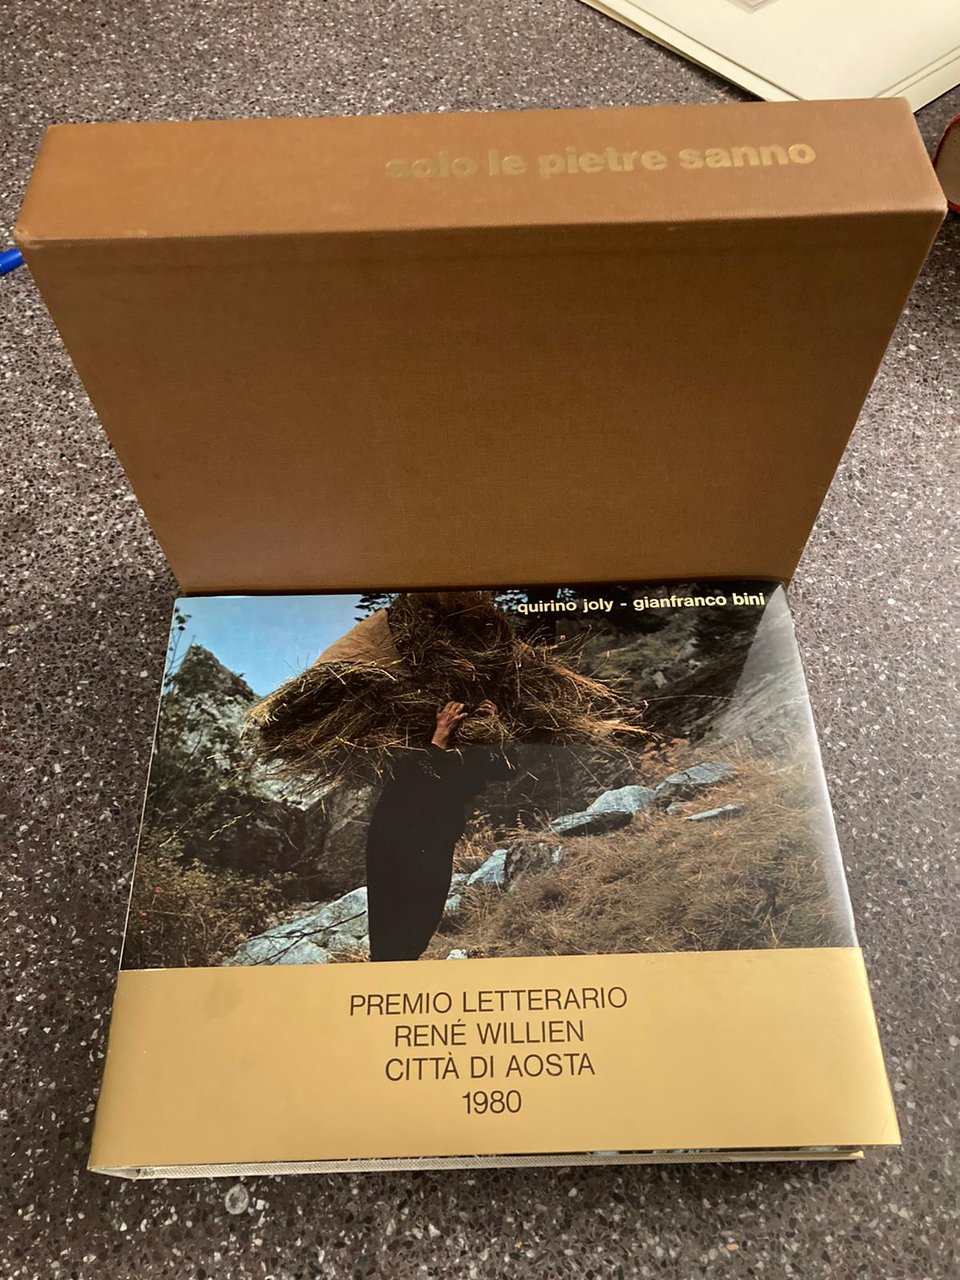 solo le pietre sanno
quirino joly - gianfranco bini
PREMIO LETTERARIO
RENÉ WILLIEN
CITTÀ DI AOSTA
1980